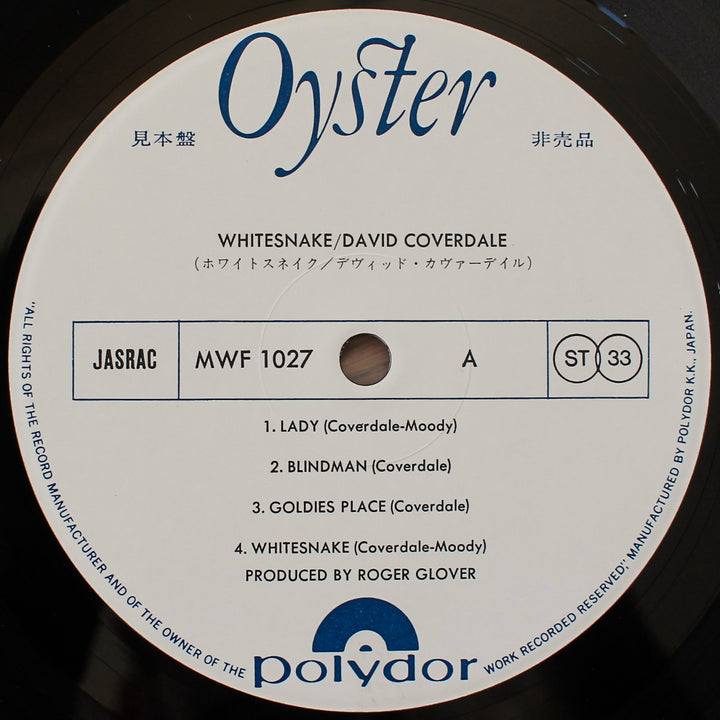 Oyster
見本盤
非売品
WHITESNAKE/DAVID COVERDALE
(ホワイトスネイク/デヴィッド・カヴァーデイル)
JASRAC
MWF 1027
A
ST 33
1. LADY (Coverdale-Moody)
2. BLINDMAN (Coverdale)
3. GOLDIES PLACE (Coverdale)
4. WHITESNAKE (Coverdale-Moody)
PRODUCED BY ROGER GLOVER
polydor
"ALL RIGHTS OF THE RECORD MANUFACTURER AND OF THE OWNER OF THE WORK RECORDED RESERVED," MANUFACTURED BY POLYDOR K.K., JAPAN.